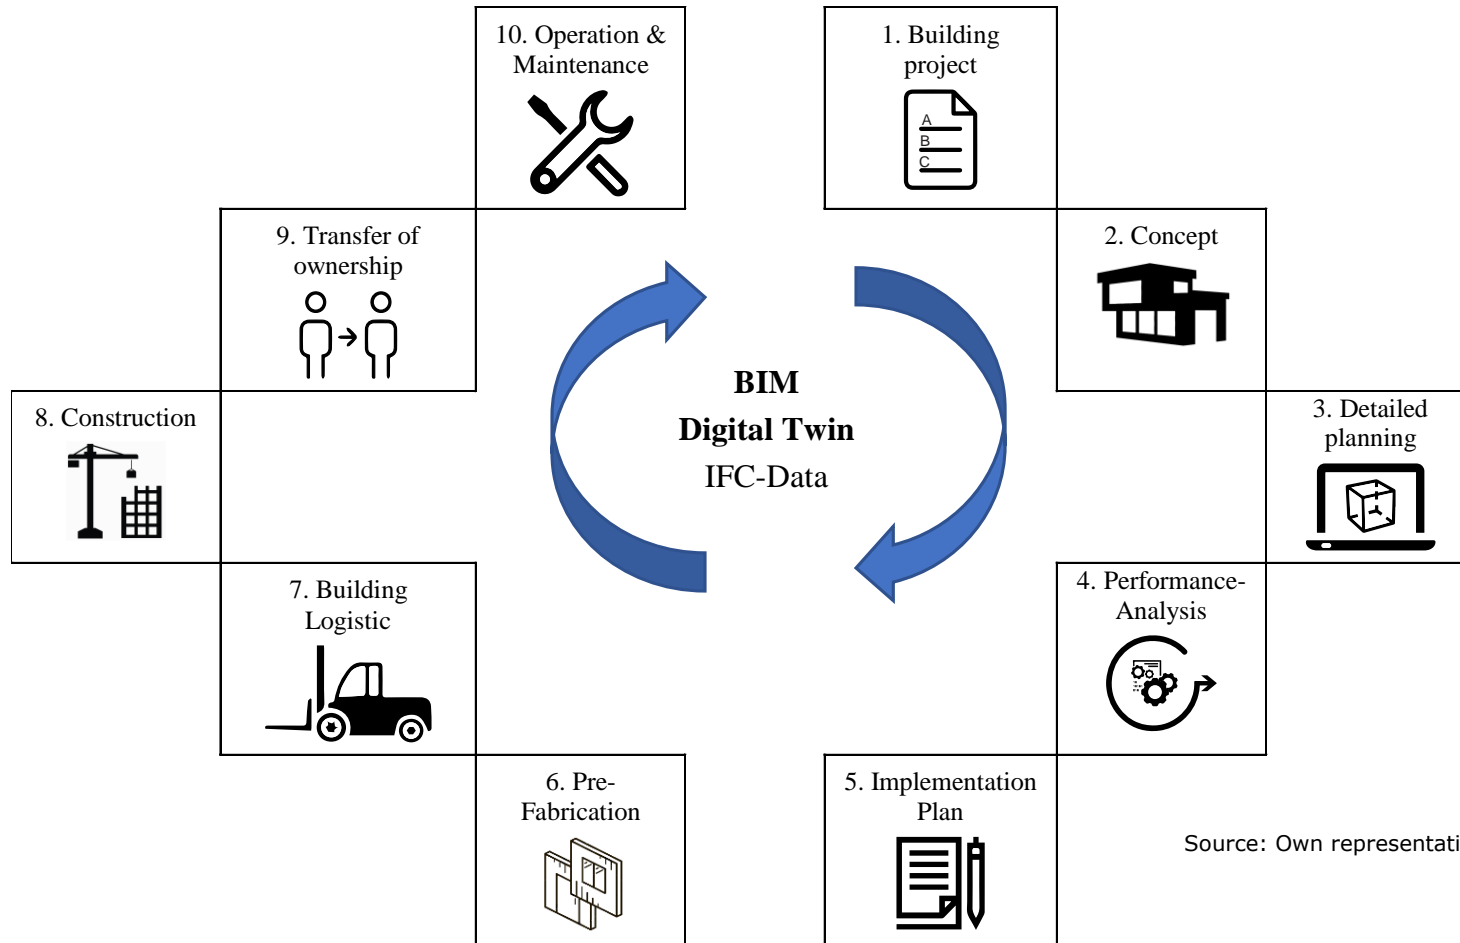 10. Operation &
Maintenance
1. Building
project
A
B
C
9. Transfer of
ownership
2. Concept
8. Construction
BIM
Digital Twin
IFC-Data
3. Detailed
planning
7. Building
Logistic
4. Performance-
Analysis
6. Pre-
Fabrication
5. Implementation
Plan
Source: Own representati